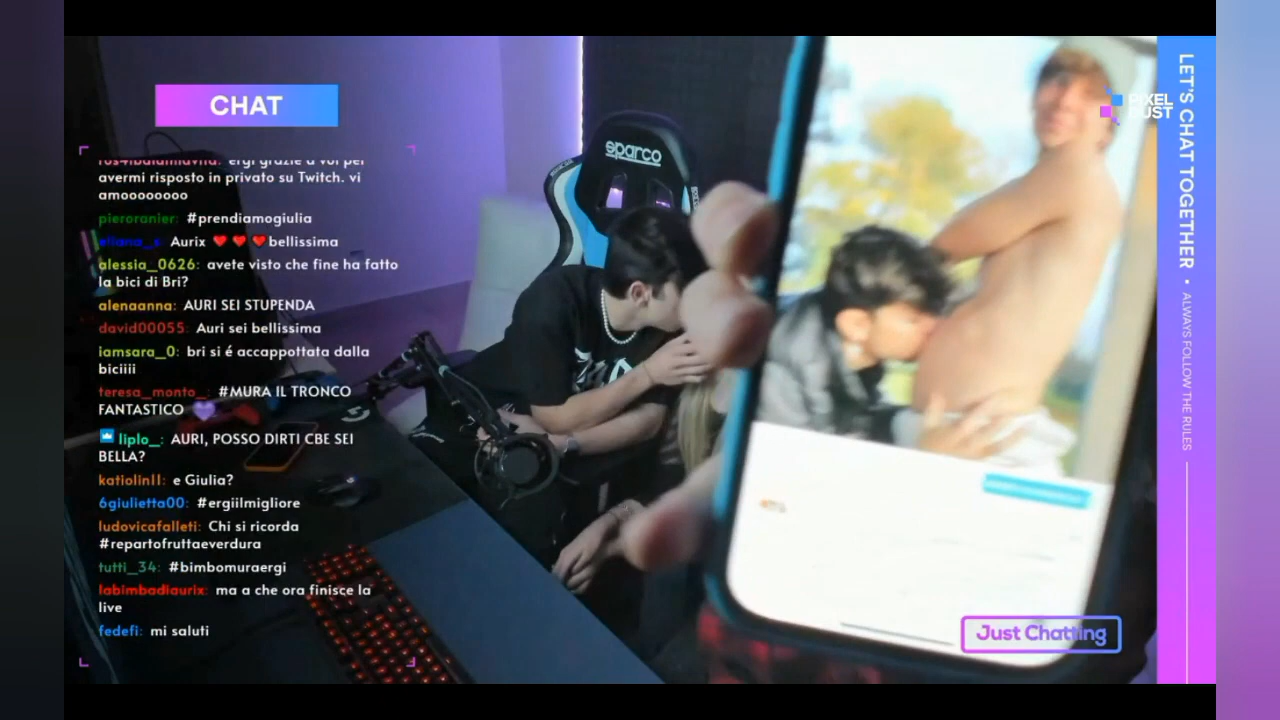 CHAT
ergi grazie a voi per
avermi risposto in privato su Twitch. vi
amoooooooo
pieroranier: #prendiamogiulia
eliana_s: Aurix ❤❤❤bellissima
alessia_0626: avete visto che fine ha fatto
la bici di Bri?
alenaanna: AURI SEI STUPENDA
david00055: Auri sei bellissima
iamsara__0: bri si é accappottata dalla
biciiii
teresa_monto_: #MURA IL TRONCO
FANTASTICO 💜
liplo_: AURI, POSSO DIRTI CBE SEI
BELLA?
katiolinll: e Giulia?
6giulietta00: #ergiilmigliore
ludovicafalleti: Chi si ricorda
#repartofruttaeverdura
tutti_34: #bimbomuraergi
labimbadiaurix: ma a che ora finisce la
live
fedefi: mi saluti
sparco
PIXEL
DUST
LET'S CHAT TOGETHER • ALWAYS FOLLOW THE RULES
Just Chatting